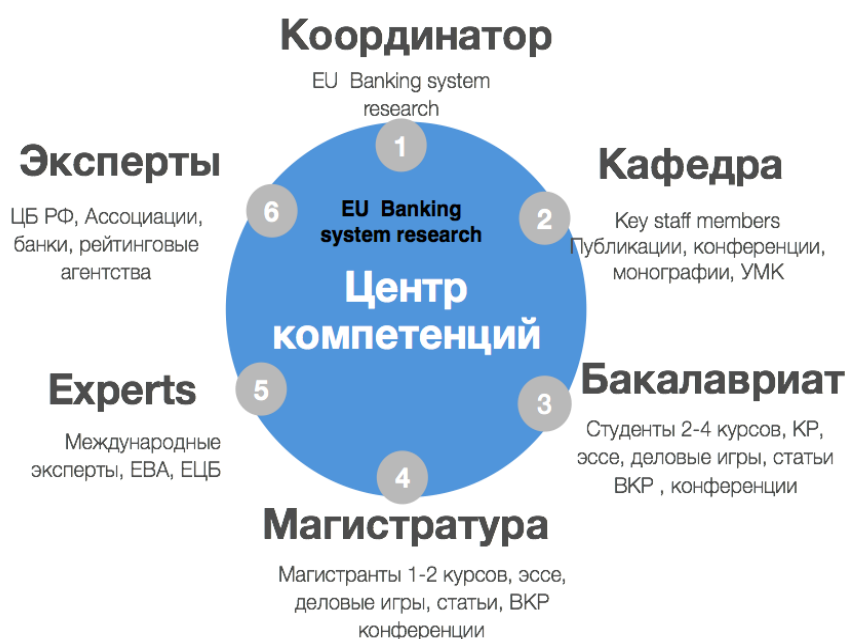 Координатор
EU Banking system
research
1
EU Banking
system research
Центр
компетенций
2
Кафедра
Key staff members
Публикации, конференции,
монографии, УМК
3
Бакалавриат
Студенты 2-4 курсов, КР,
эссе, деловые игры, статьи
ВКР , конференции
4
Магистратура
Магистранты 1-2 курсов, эссе,
деловые игры, статьи, ВКР
конференции
5
Experts
Международные
эксперты, EBA, ЕЦБ
6
Эксперты
ЦБ РФ, Ассоциации,
банки, рейтинговые
агентства